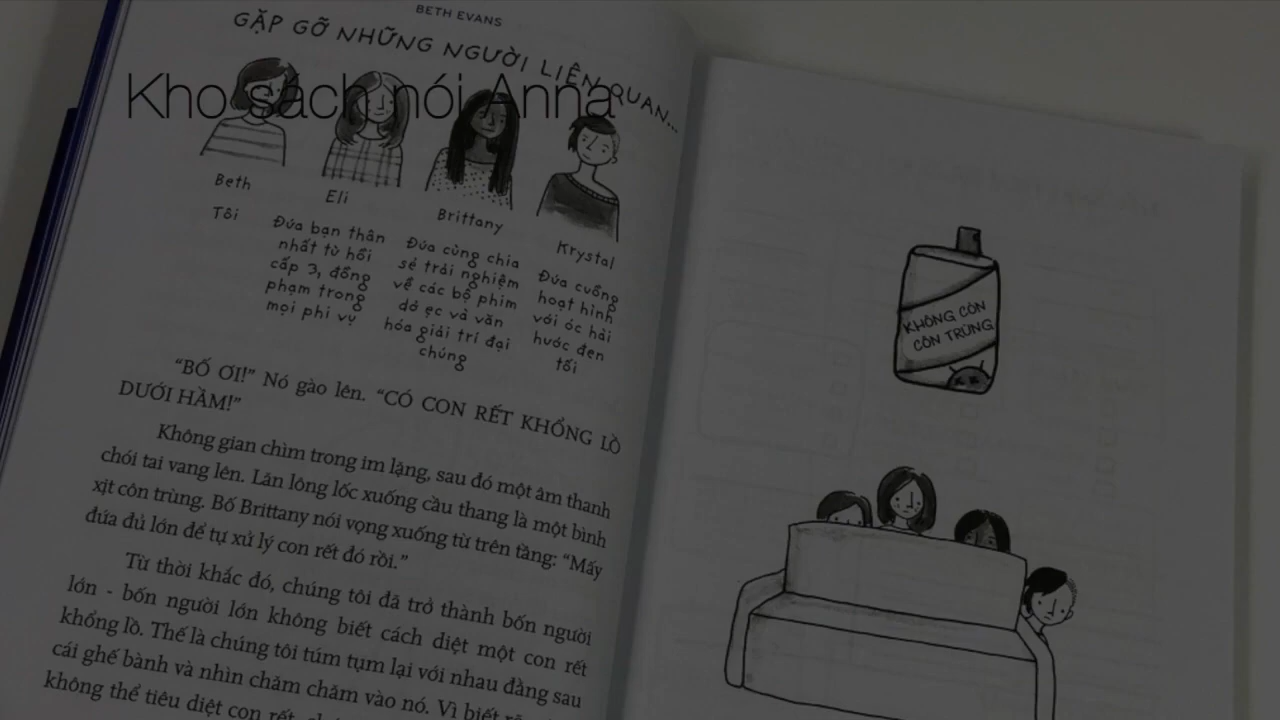 BETH EVANS
GẶP GỠ NHỮNG NGƯỜI LIÊN QUAN...
Kho sách nói Anna
Beth
Tôi
Eli
Đứa bạn thân
nhất từ hồi
cấp 3, đồng
phạm trong
mọi phi vụ
Brittany
Đứa cùng chia
sẻ trải nghiệm
về các bộ phim
dở ẹc và văn
hóa giải trí đại
chúng
Krystal
Đứa cuồng
hoạt hình
với óc hài
hước đen
tối
“BỐ ƠI!” Nó gào lên. “CÓ CON RẾT KHỔNG LỒ
DƯỚI HẦM!”
Không gian chìm trong im lặng, sau đó một âm thanh
chói tai vang lên. Lăn lông lốc xuống cầu thang là một bình
xịt côn trùng. Bố Brittany nói vọng xuống từ trên tầng: “Mấy
đứa đủ lớn để tự xử lý con rết đó rồi.”
Từ thời khắc đó, chúng tôi đã trở thành bốn người
lớn - bốn người lớn không biết cách diệt một con rết
khổng lồ. Thế là chúng tôi túm tụm lại với nhau đằng sau
cái ghế bành và nhìn chăm chăm vào nó. Vì biết
không thể tiêu diệt con rết,
KHÔNG CÒN
CÔN TRÙNG